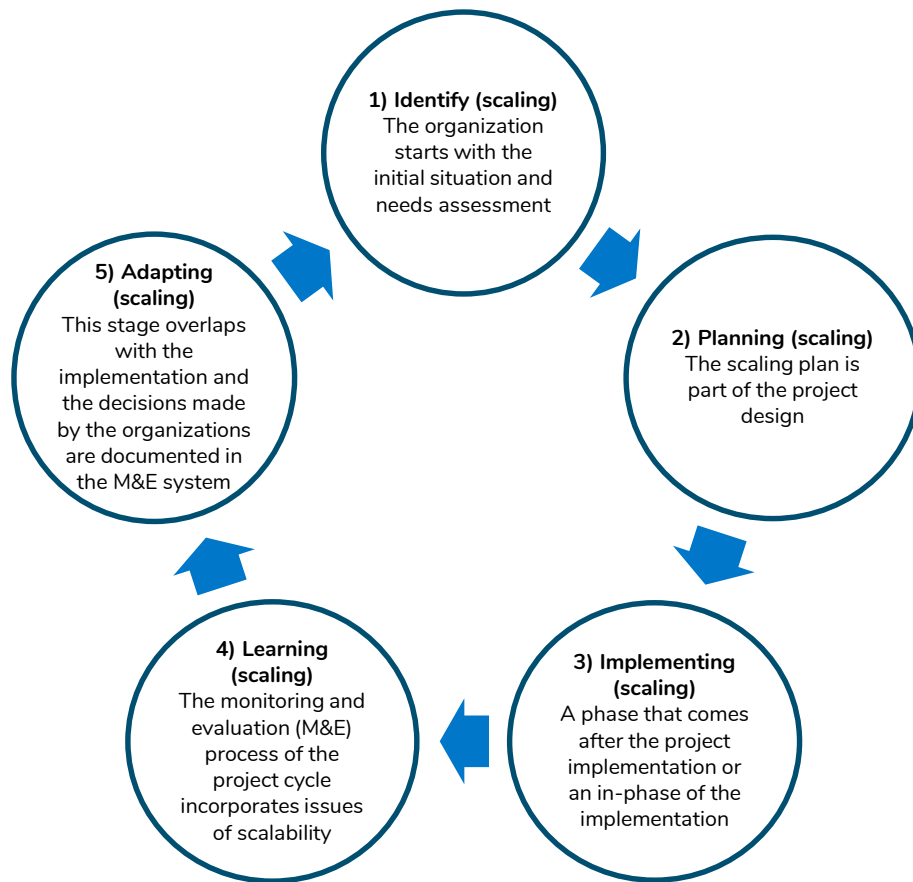 1) Identify (scaling)
The organization
starts with the
initial situation and
needs assessment
2) Planning (scaling)
The scaling plan is
part of the project
design
3) Implementing
(scaling)
A phase that comes
after the project
implementation or
an in-phase of the
implementation
4) Learning
(scaling)
The monitoring and
evaluation (M&E)
process of the
project cycle
incorporates issues
of scalability
5) Adapting
(scaling)
This stage overlaps
with the
implementation and
the decisions made
by the organizations
are documented in
the M&E system